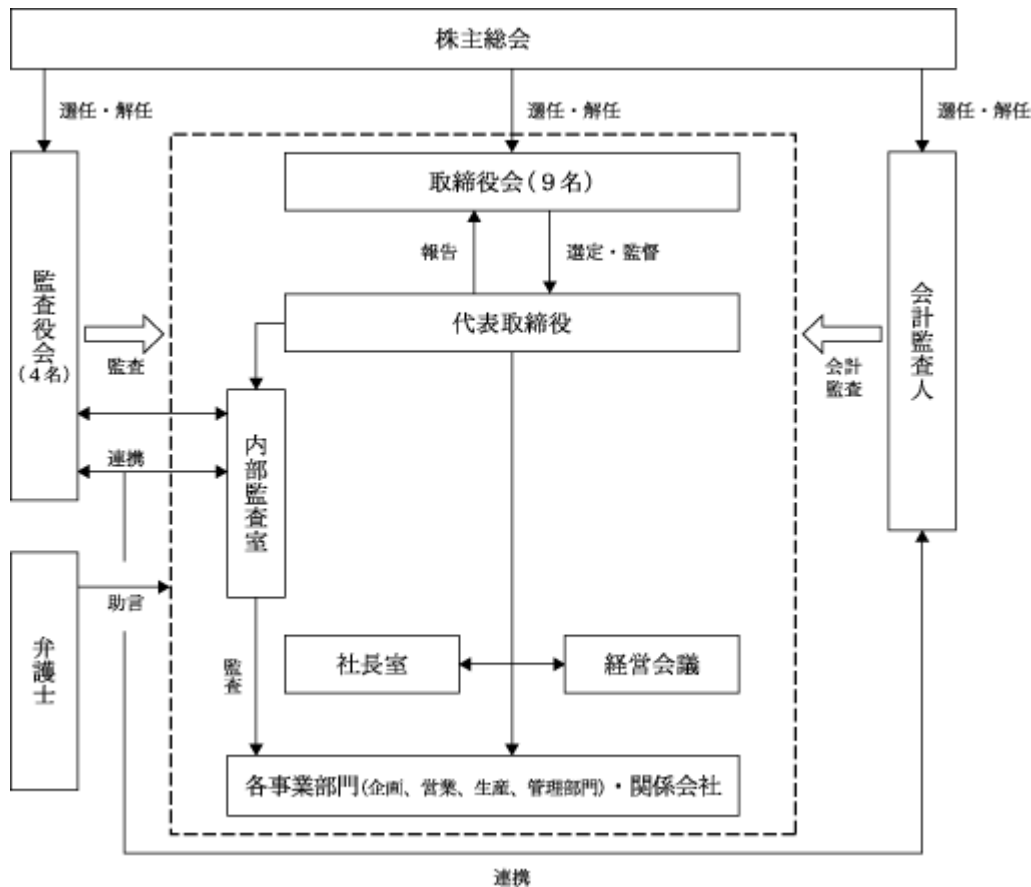 株主総会
選任・解任
選任・解任
選任・解任
取締役会(9名)
報告
選定・監督
監査役会
(4名)
監査
代表取締役
会計監査人
会計
監査
内部監査室
連携
弁護士
助言
監査
社長室
経営会議
各事業部門(企画、営業、生産、管理部門)・関係会社
連携